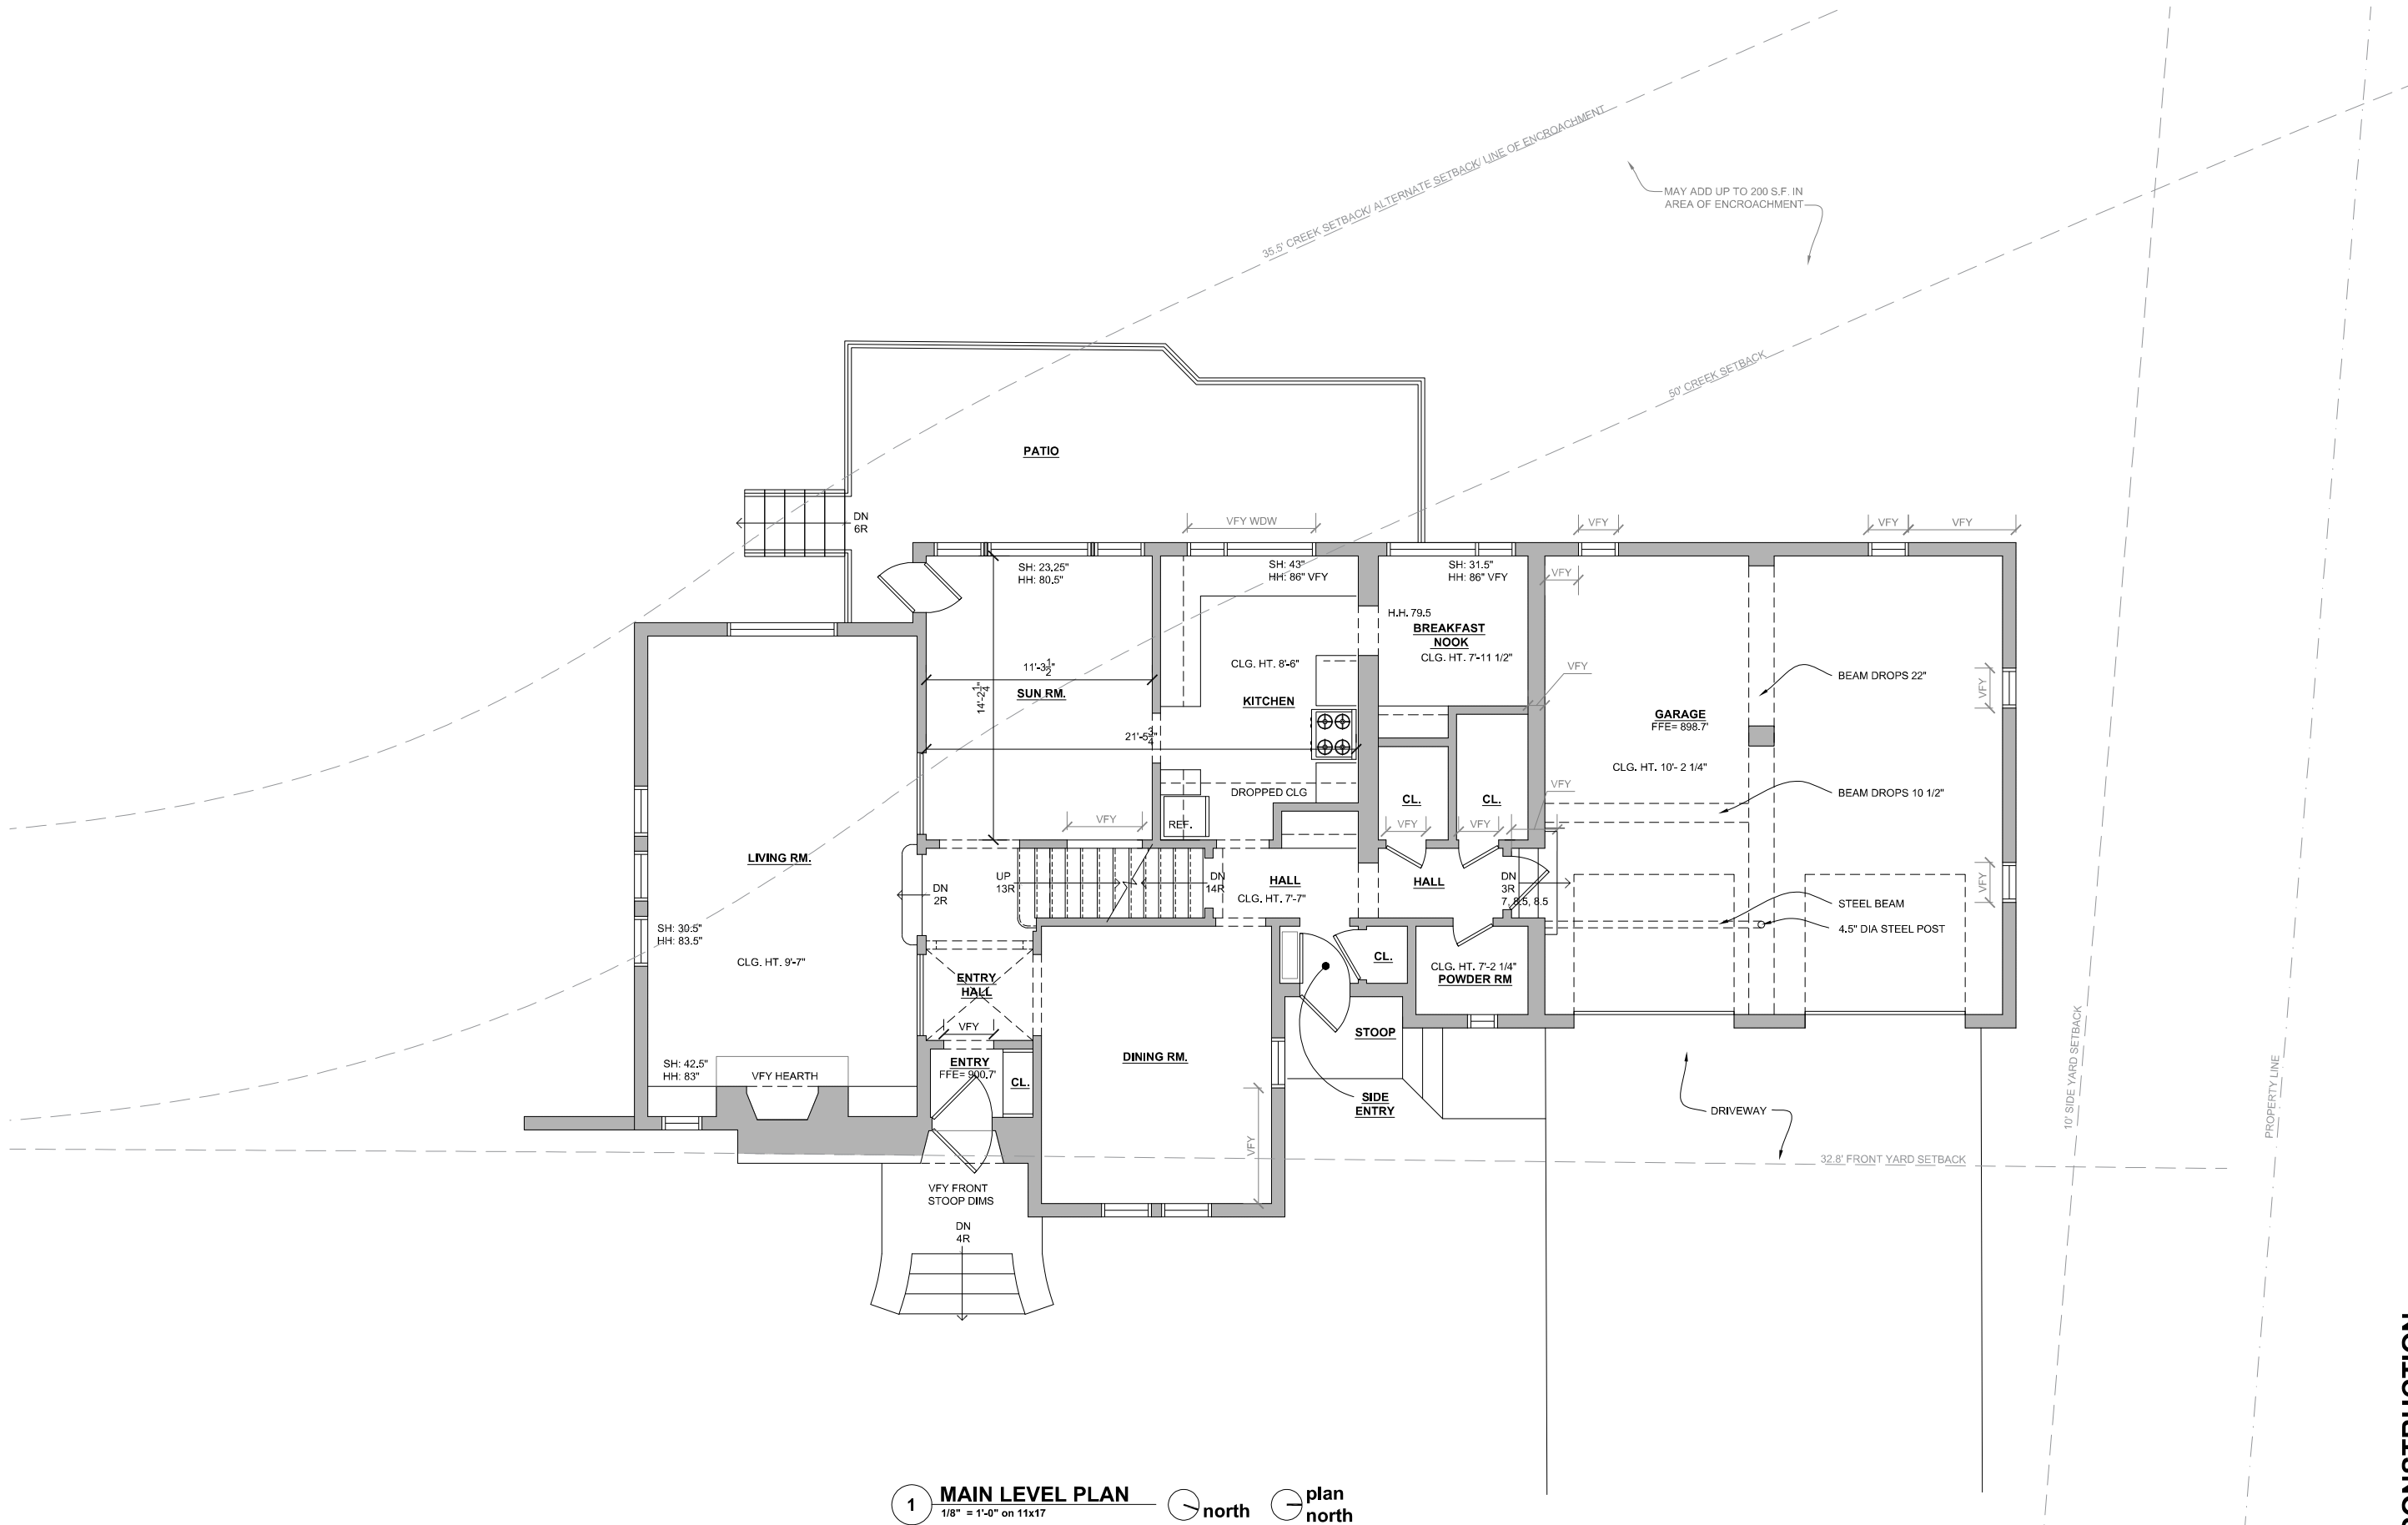 35.5' CREEK SETBACK/ ALTERNATE SETBACK/ LINE OF ENCROACHMENT
MAY ADD UP TO 200 S.F. IN
AREA OF ENCROACHMENT
50' CREEK SETBACK
PATIO
DN
6R
VFY WDW
VFY
VFY
VFY
SH: 23.25"
HH: 80.5"
SH: 43"
HH: 86" VFY
SH: 31.5"
HH: 86" VFY
VFY
H.H. 79.5
BREAKFAST
NOOK
CLG. HT. 7'-11 1/2"
11'-3 1/2"
14'-2 1/4"
SUN RM.
CLG. HT. 8'-6"
KITCHEN
VFY
BEAM DROPS 22"
VFY
GARAGE
FFE= 898.7'
21'-5 3/4"
CLG. HT. 10'- 2 1/4"
DROPPED CLG
VFY
BEAM DROPS 10 1/2"
CL.
CL.
VFY
REF.
VFY
VFY
LIVING RM.
UP
13R
DN
14R
DN
2R
HALL
CLG. HT. 7'-7"
HALL
DN
3R
7, 8.5, 8.5
VFY
STEEL BEAM
4.5" DIA STEEL POST
SH: 30.5"
HH: 83.5"
CLG. HT. 9'-7"
CL.
CLG. HT. 7'-2 1/4"
POWDER RM
ENTRY
HALL
VFY
STOOP
DINING RM.
SH: 42.5"
HH: 83"
VFY HEARTH
ENTRY
FFE= 900.7'
CL.
SIDE
ENTRY
VFY
DRIVEWAY
10' SIDE YARD SETBACK
PROPERTY LINE
32.8' FRONT YARD SETBACK
VFY FRONT
STOOP DIMS
DN
4R
1
MAIN LEVEL PLAN
1/8" = 1'-0" on 11x17
north
plan
north